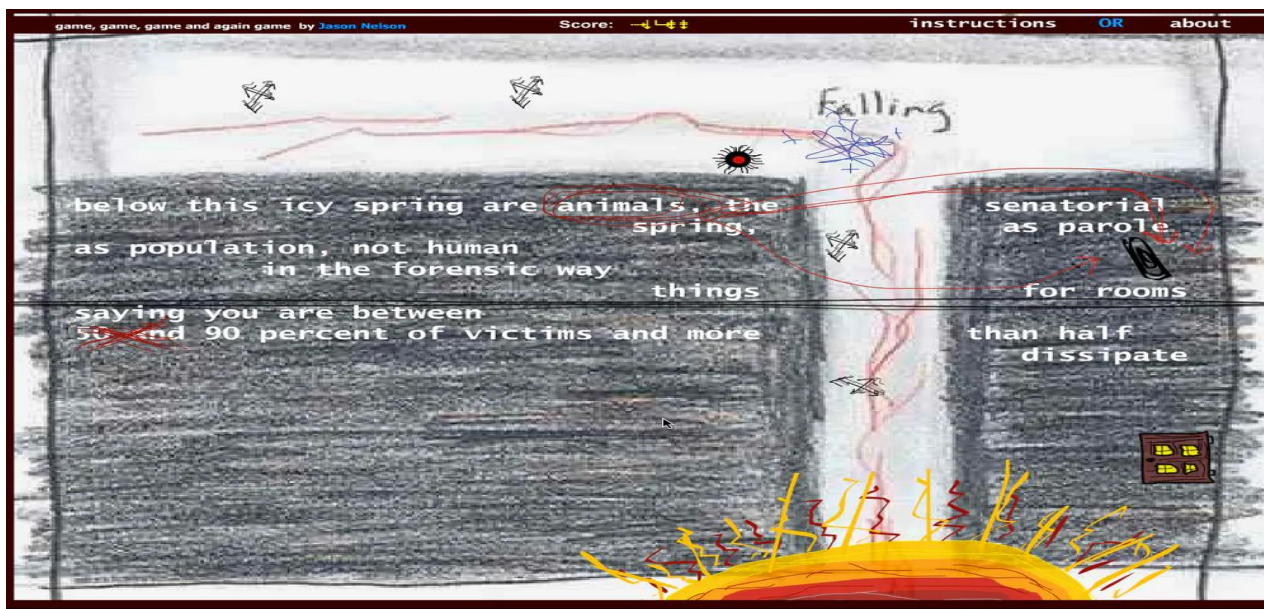 game, game, game and again game by Jason Nelson Score: instructions OR about
Falling
below this icy spring are animals, the senatorial
spring, as parole
as population, not human
in the forensic way
things for rooms
saying you are between
50 and 90 percent of victims and more than half
dissipate